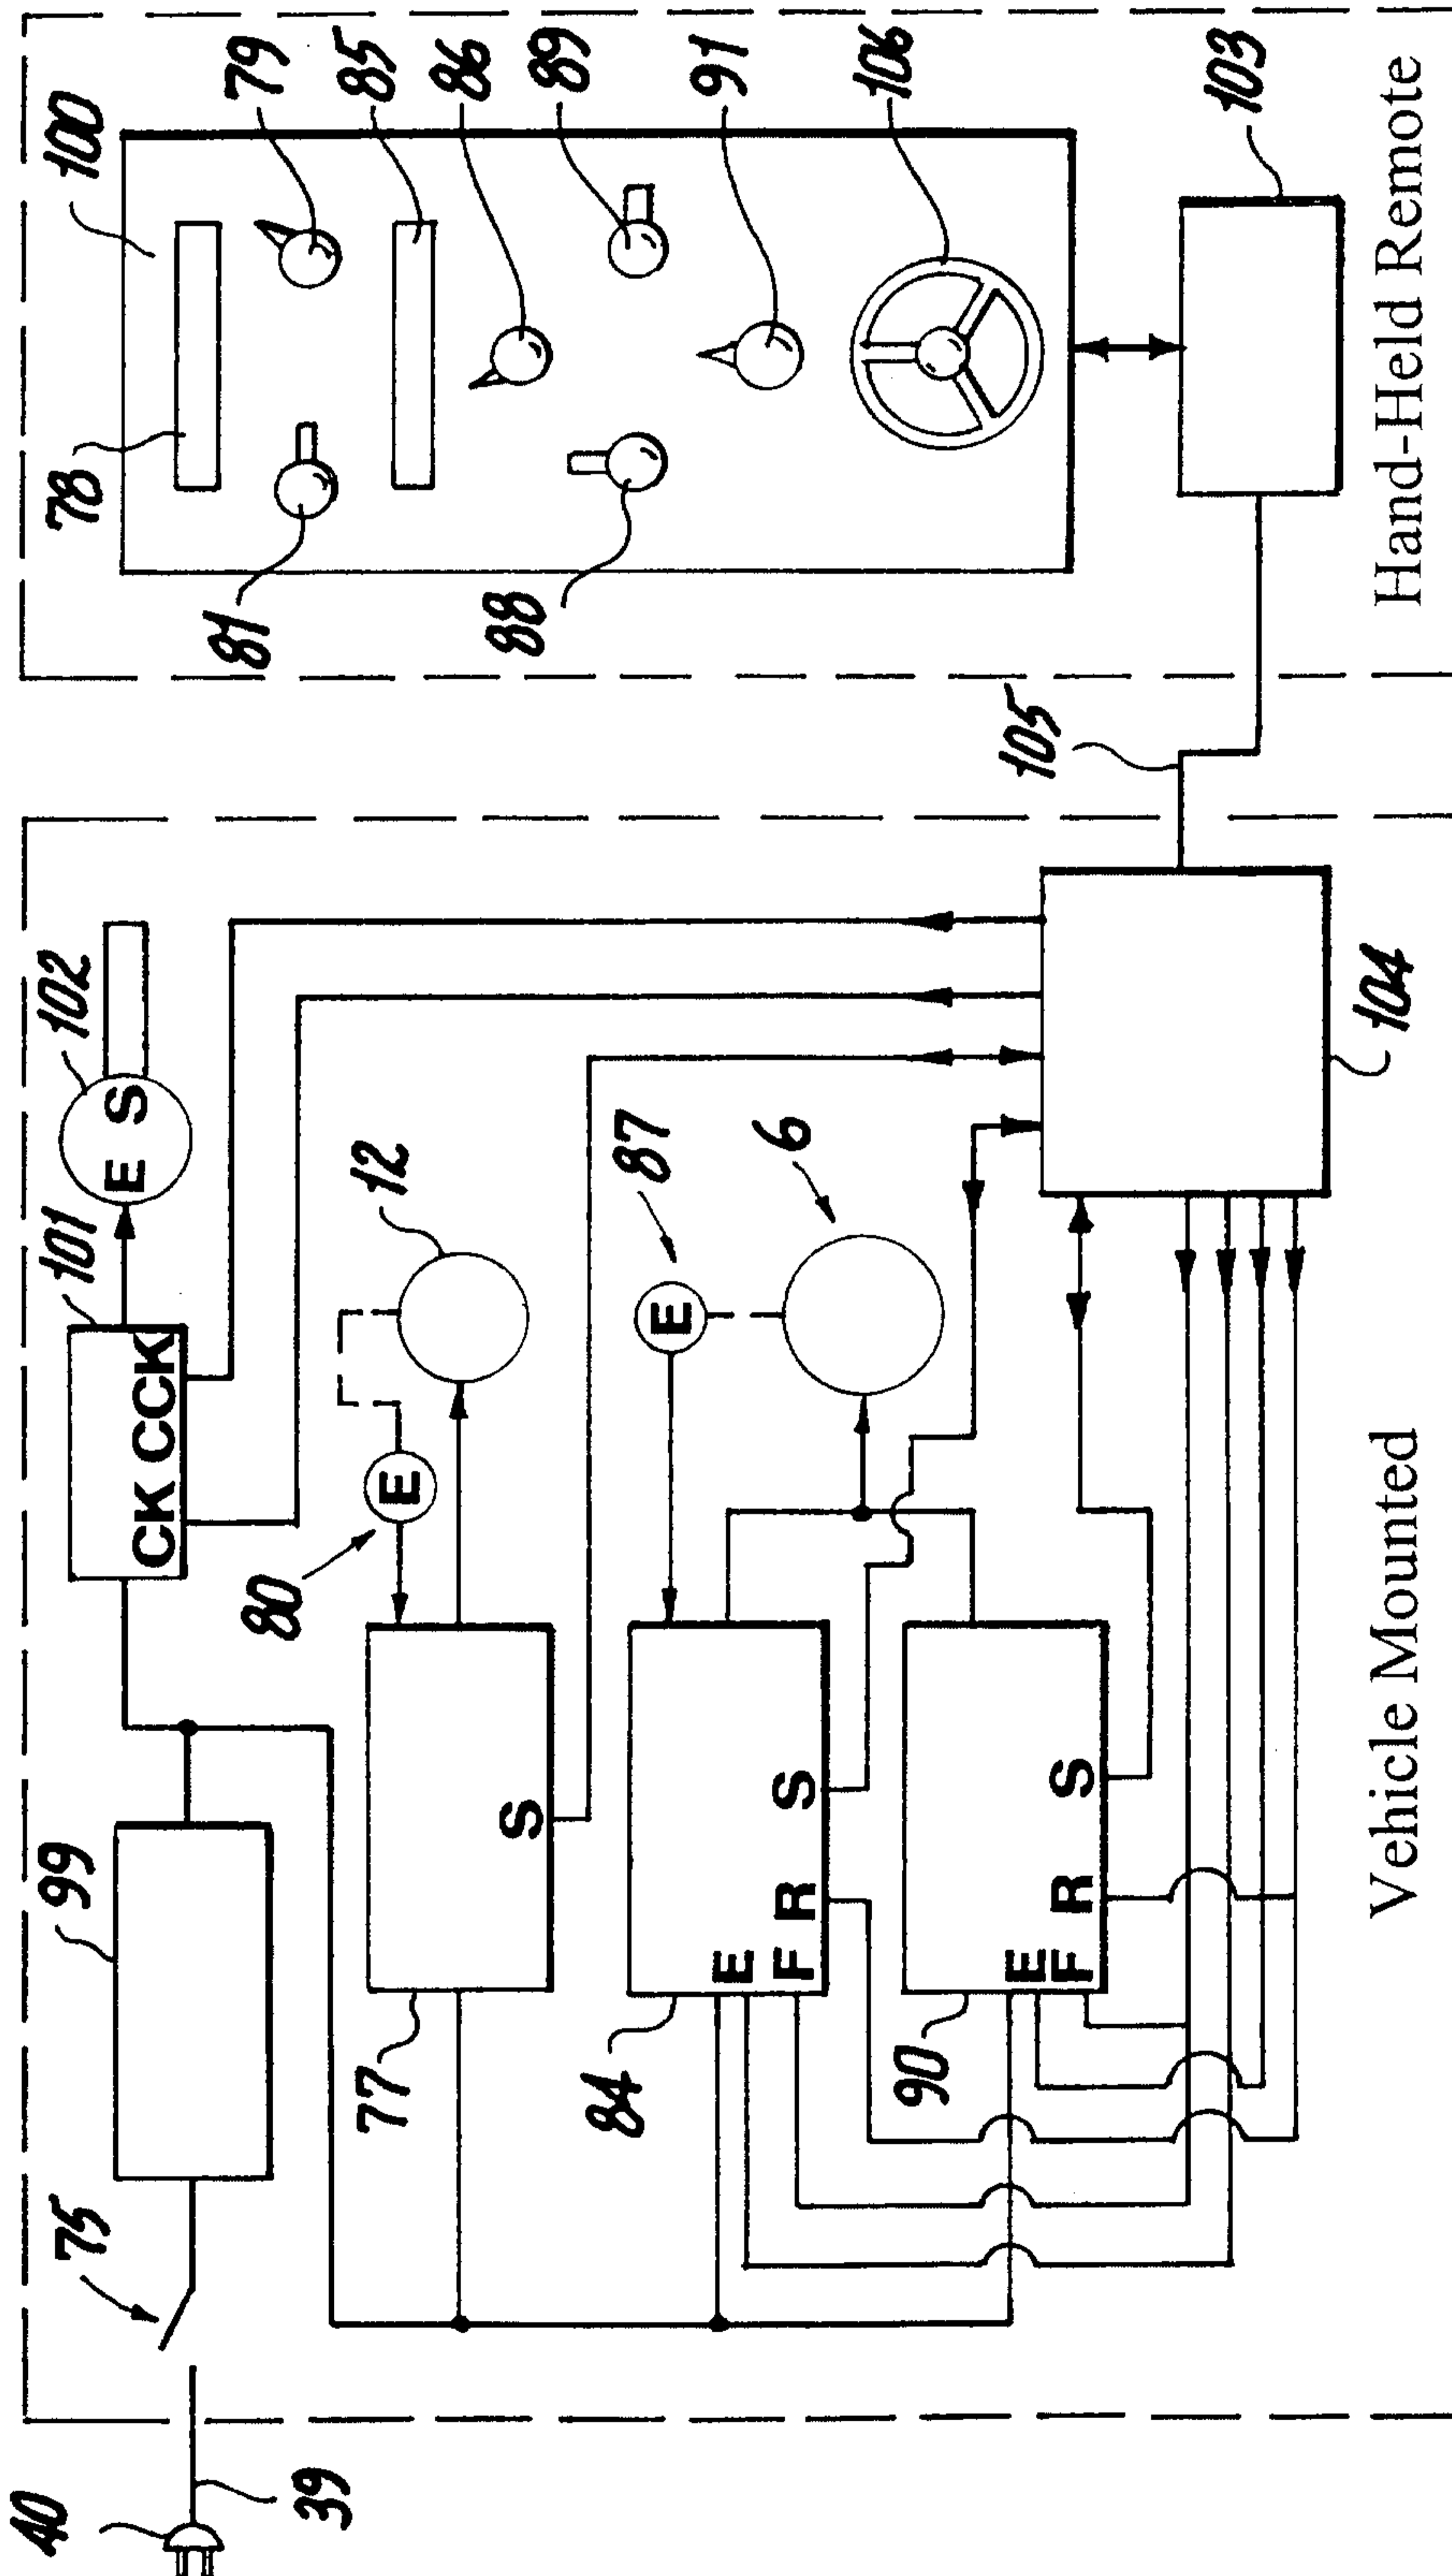 40
39
75
99
101
102
CK CCK
E S
80
E
12
77
S
87
E
6
84
E
F R S
90
E
F R S
104
105
Vehicle Mounted
100
78
79
81
85
86
88
89
91
106
103
Hand-Held Remote